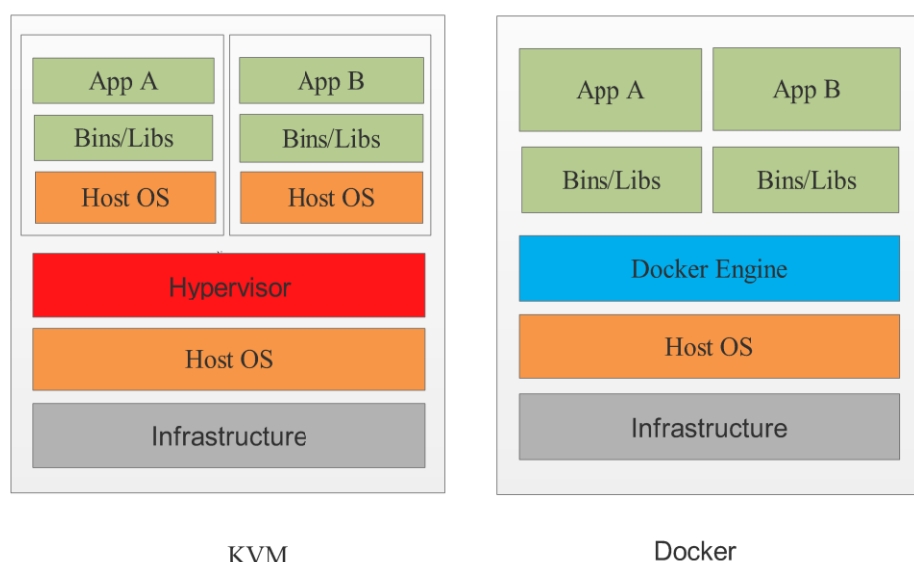 App A
App B
Bins/Libs
Bins/Libs
Host OS
Host OS
Hypervisor
Host OS
Infrastructure
KVM
App A
App B
Bins/Libs
Bins/Libs
Docker Engine
Host OS
Infrastructure
Docker